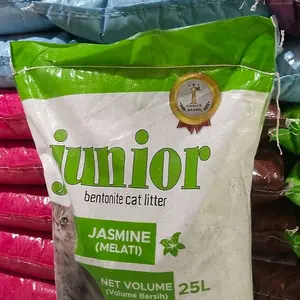 junior
bentonite cat litter
JASMINE
(MELATI)
NET VOLUME 25L
(Volume Bersih)